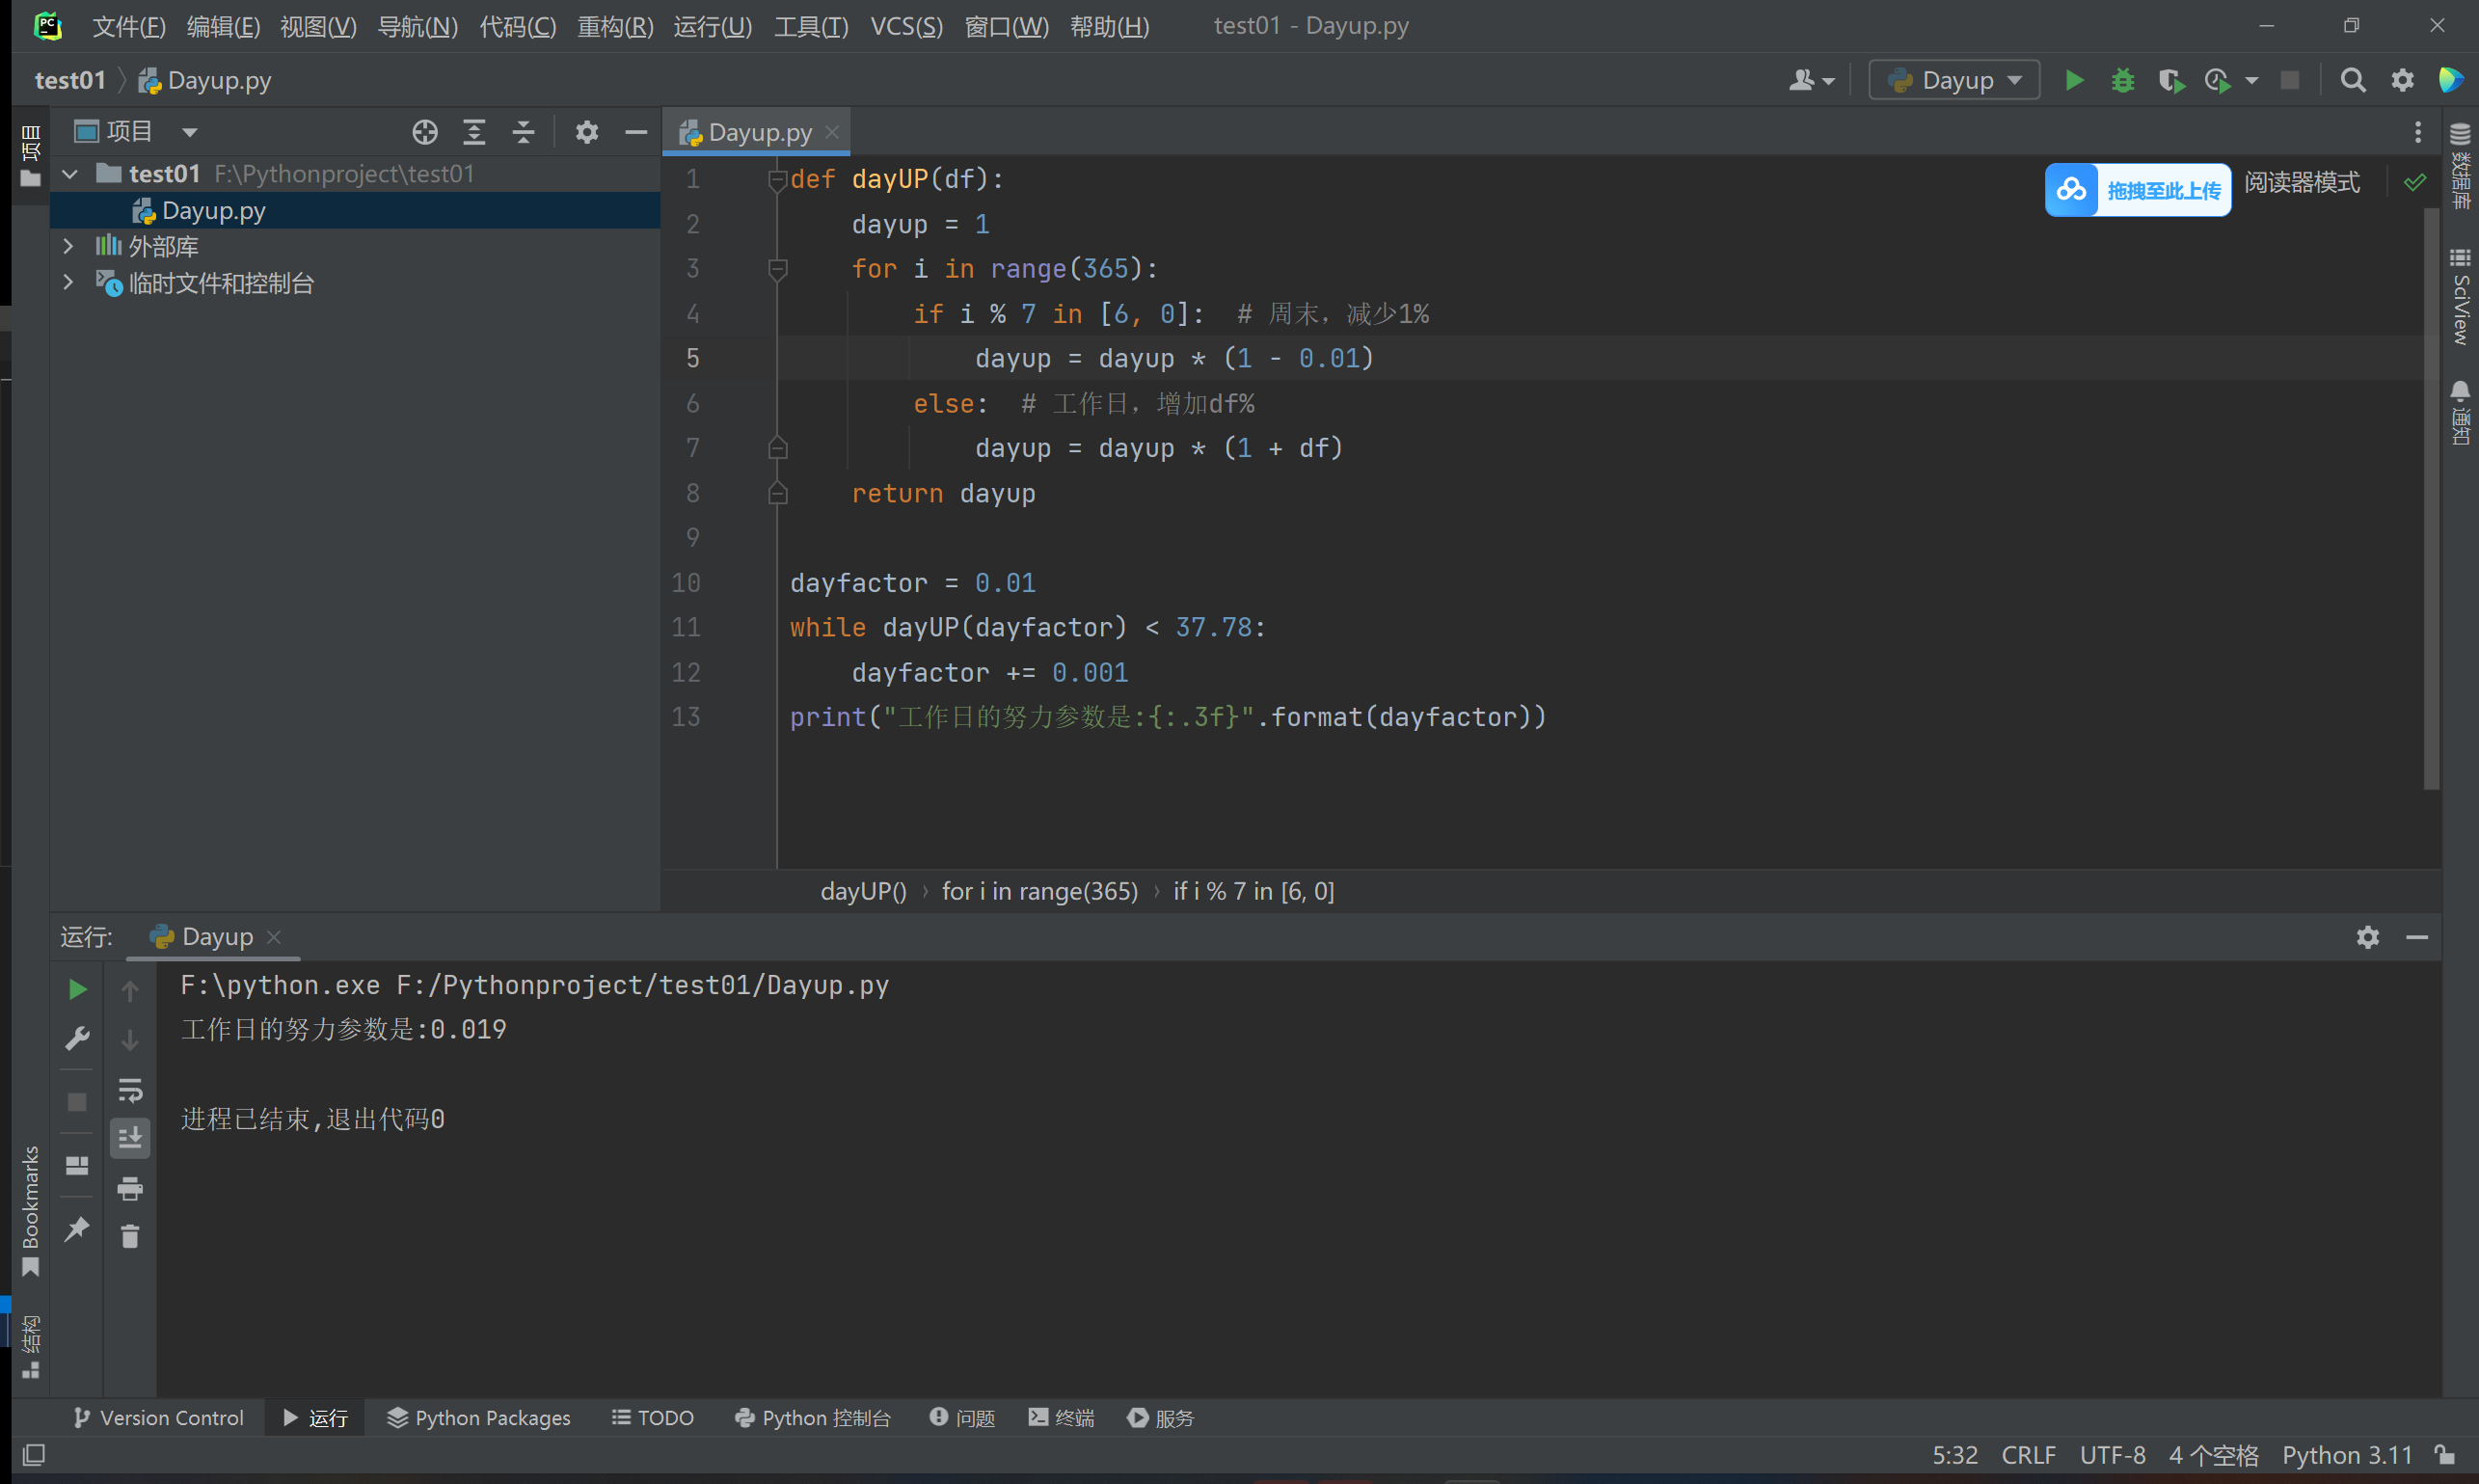 文件(F) 编辑(E) 视图(V) 导航(N) 代码(C) 重构(R) 运行(U) 工具(T) VCS(S) 窗口(W) 帮助(H) test01 - Dayup.py
test01 Dayup.py
Dayup
项目
项目
test01 F:\Pythonproject\test01
Dayup.py
外部库
临时文件和控制台
Dayup.py
拖拽至此上传
阅读器模式
1 def dayUP(df):
2 dayup = 1
3 for i in range(365):
4 if i % 7 in [6, 0]:  # 周末，减少1%
5 dayup = dayup * (1 - 0.01)
6 else:  # 工作日，增加df%
7 dayup = dayup * (1 + df)
8 return dayup
9
10 dayfactor = 0.01
11 while dayUP(dayfactor) < 37.78:
12 dayfactor += 0.001
13 print("工作日的努力参数是:{:.3f}".format(dayfactor))
dayUP() › for i in range(365) › if i % 7 in [6, 0]
数据库
SciView
通知
运行: Dayup
F:\python.exe F:/Pythonproject/test01/Dayup.py
工作日的努力参数是:0.019
进程已结束,退出代码0
Bookmarks
结构
Version Control 运行 Python Packages TODO Python 控制台 问题 终端 服务
5:32 CRLF UTF-8 4 个空格 Python 3.11